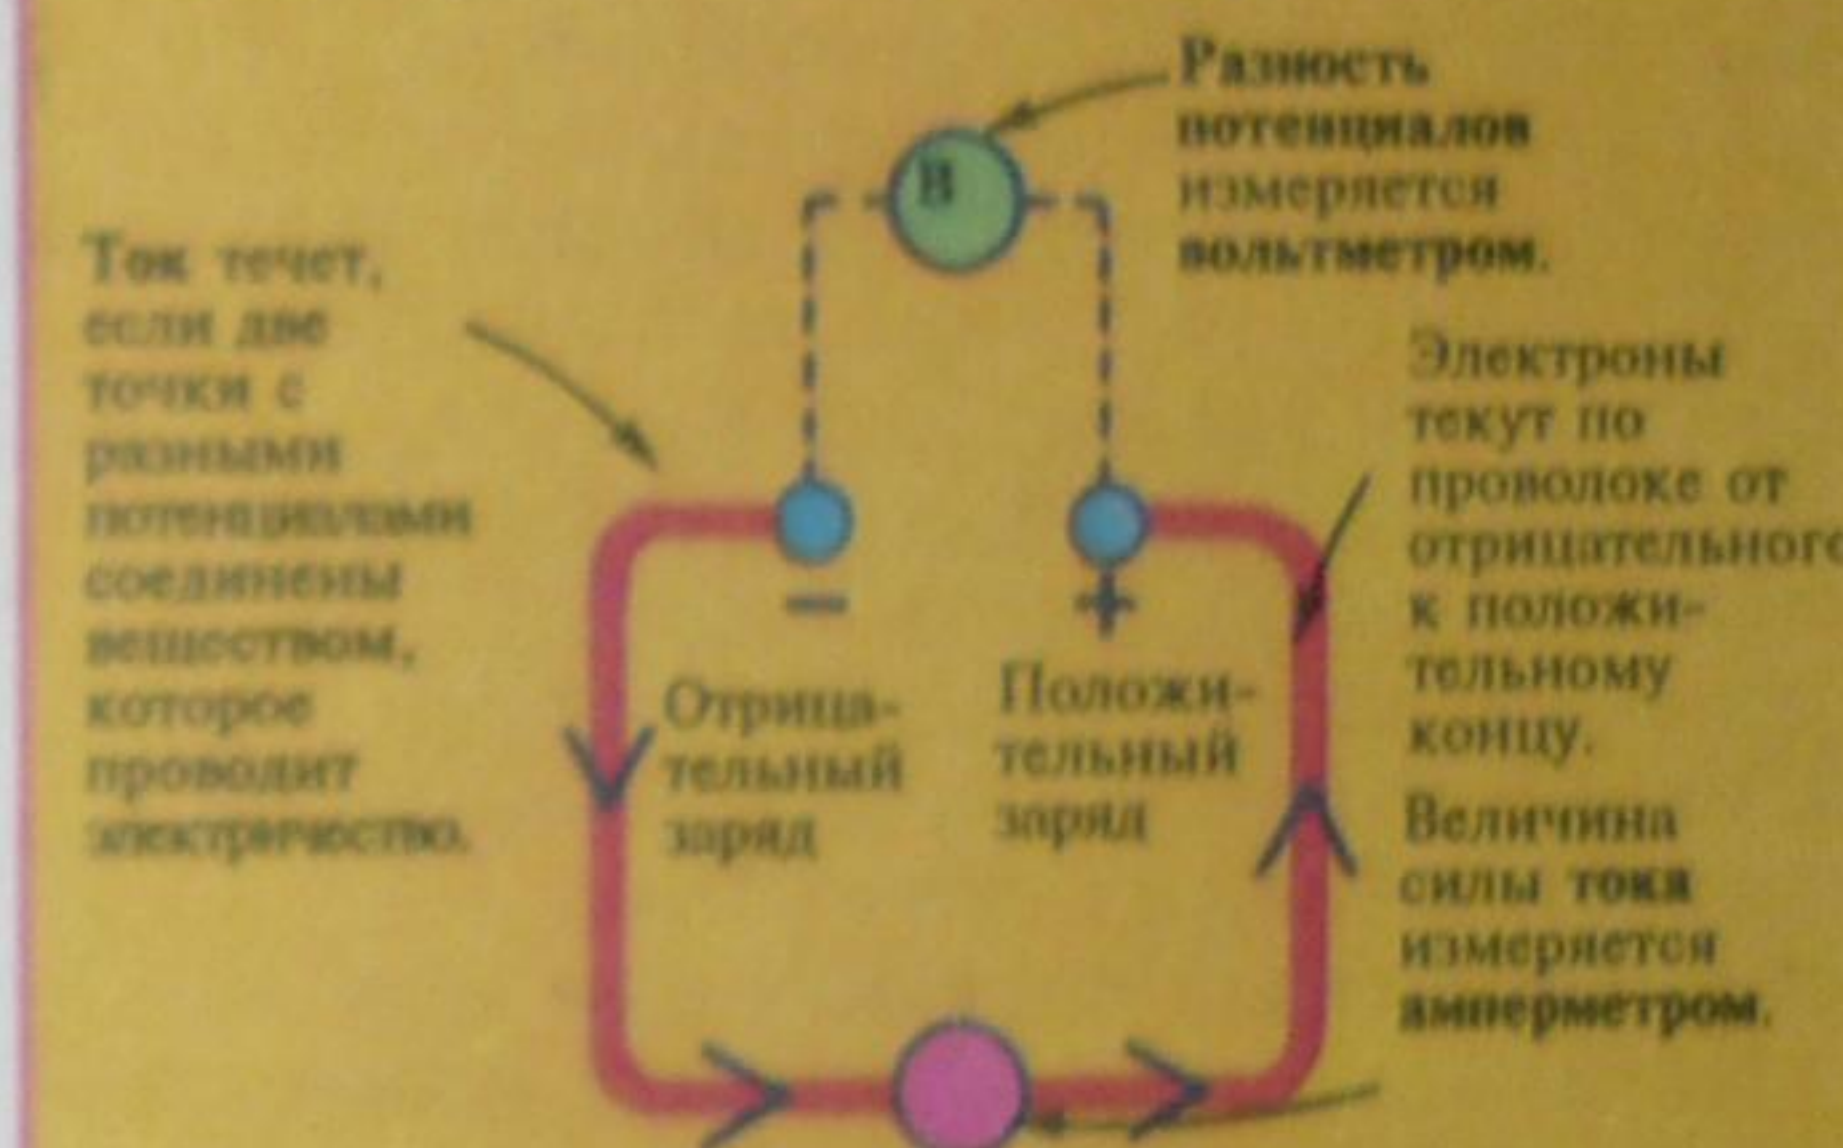 Разность
потенциалов
измеряется
вольтметром.
В
Ток течет,
если две
точки с
разными
потенциалами
соединены
веществом,
которое
проводит
электричество.
Электроны
текут по
проволоке от
отрицательного
к положи-
тельному
концу.
−
+
Отрица-
тельный
заряд
Положи-
тельный
заряд
Величина
силы тока
измеряется
амперметром.